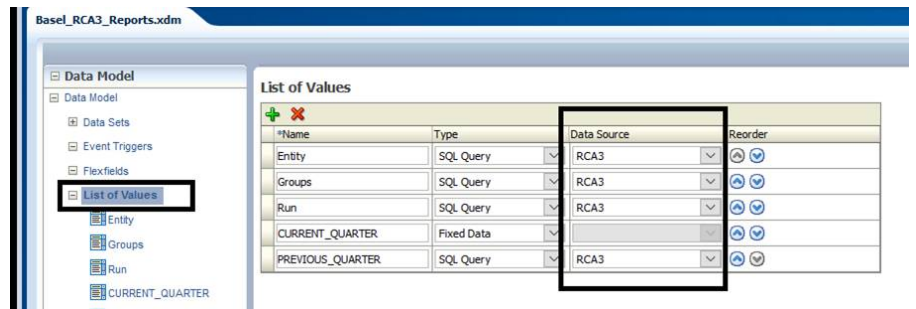 Basel_RCA3_Reports.xdm
Data Model
Data Model
Data Sets
Event Triggers
Flexfields
List of Values
Entity
Groups
Run
CURRENT_QUARTER
List of Values
*Name Type Data Source Reorder
Entity SQL Query RCA3
Groups SQL Query RCA3
Run SQL Query RCA3
CURRENT_QUARTER Fixed Data
PREVIOUS_QUARTER SQL Query RCA3